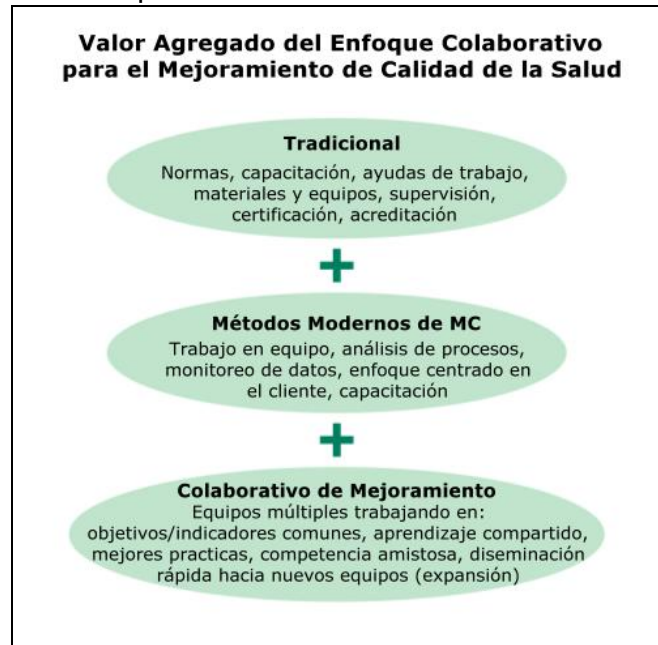 Valor Agregado del Enfoque Colaborativo
para el Mejoramiento de Calidad de la Salud
Tradicional
Normas, capacitación, ayudas de trabajo,
materiales y equipos, supervisión,
certificación, acreditación
+
Métodos Modernos de MC
Trabajo en equipo, análisis de procesos,
monitoreo de datos, enfoque centrado en
el cliente, capacitación
+
Colaborativo de Mejoramiento
Equipos múltiples trabajando en:
objetivos/indicadores comunes, aprendizaje compartido,
mejores practicas, competencia amistosa, diseminación
rápida hacia nuevos equipos (expansión)